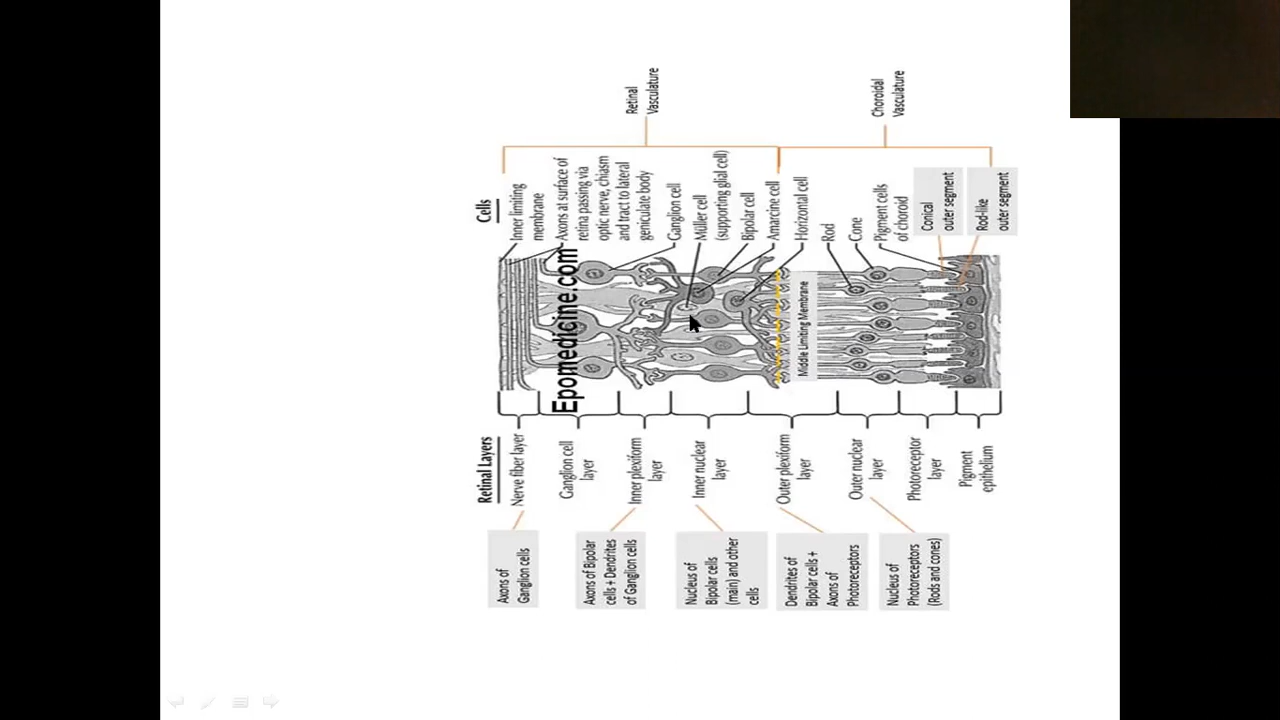 Cells
Inner limiting
membrane
Axons at surface of
retina passing via
optic nerve, chiasm
and tract to lateral
geniculate body
Ganglion cell
Müller cell
(supporting glial cell)
Bipolar cell
Amarcine cell
Horizontal cell
Rod
Cone
Pigment cells
of choroid
Conical
outer segment
Rod-like
outer segment
Retinal
Vasculature
Choroidal
Vasculature
Epomedicine.com
Middle Limiting Membrane
Retinal Layers
Nerve fiber layer
Ganglion cell
layer
Inner plexiform
layer
Inner nuclear
layer
Outer plexiform
layer
Outer nuclear
layer
Photoreceptor
layer
Pigment
epithelium
Axons of
Ganglion cells
Axons of Bipolar
cells + Dendrites
of Ganglion cells
Nucleus of
Bipolar cells
(main) and other
cells
Dendrites of
Bipolar cells +
Axons of
Photoreceptors
Nucleus of
Photoreceptors
(Rods and cones)